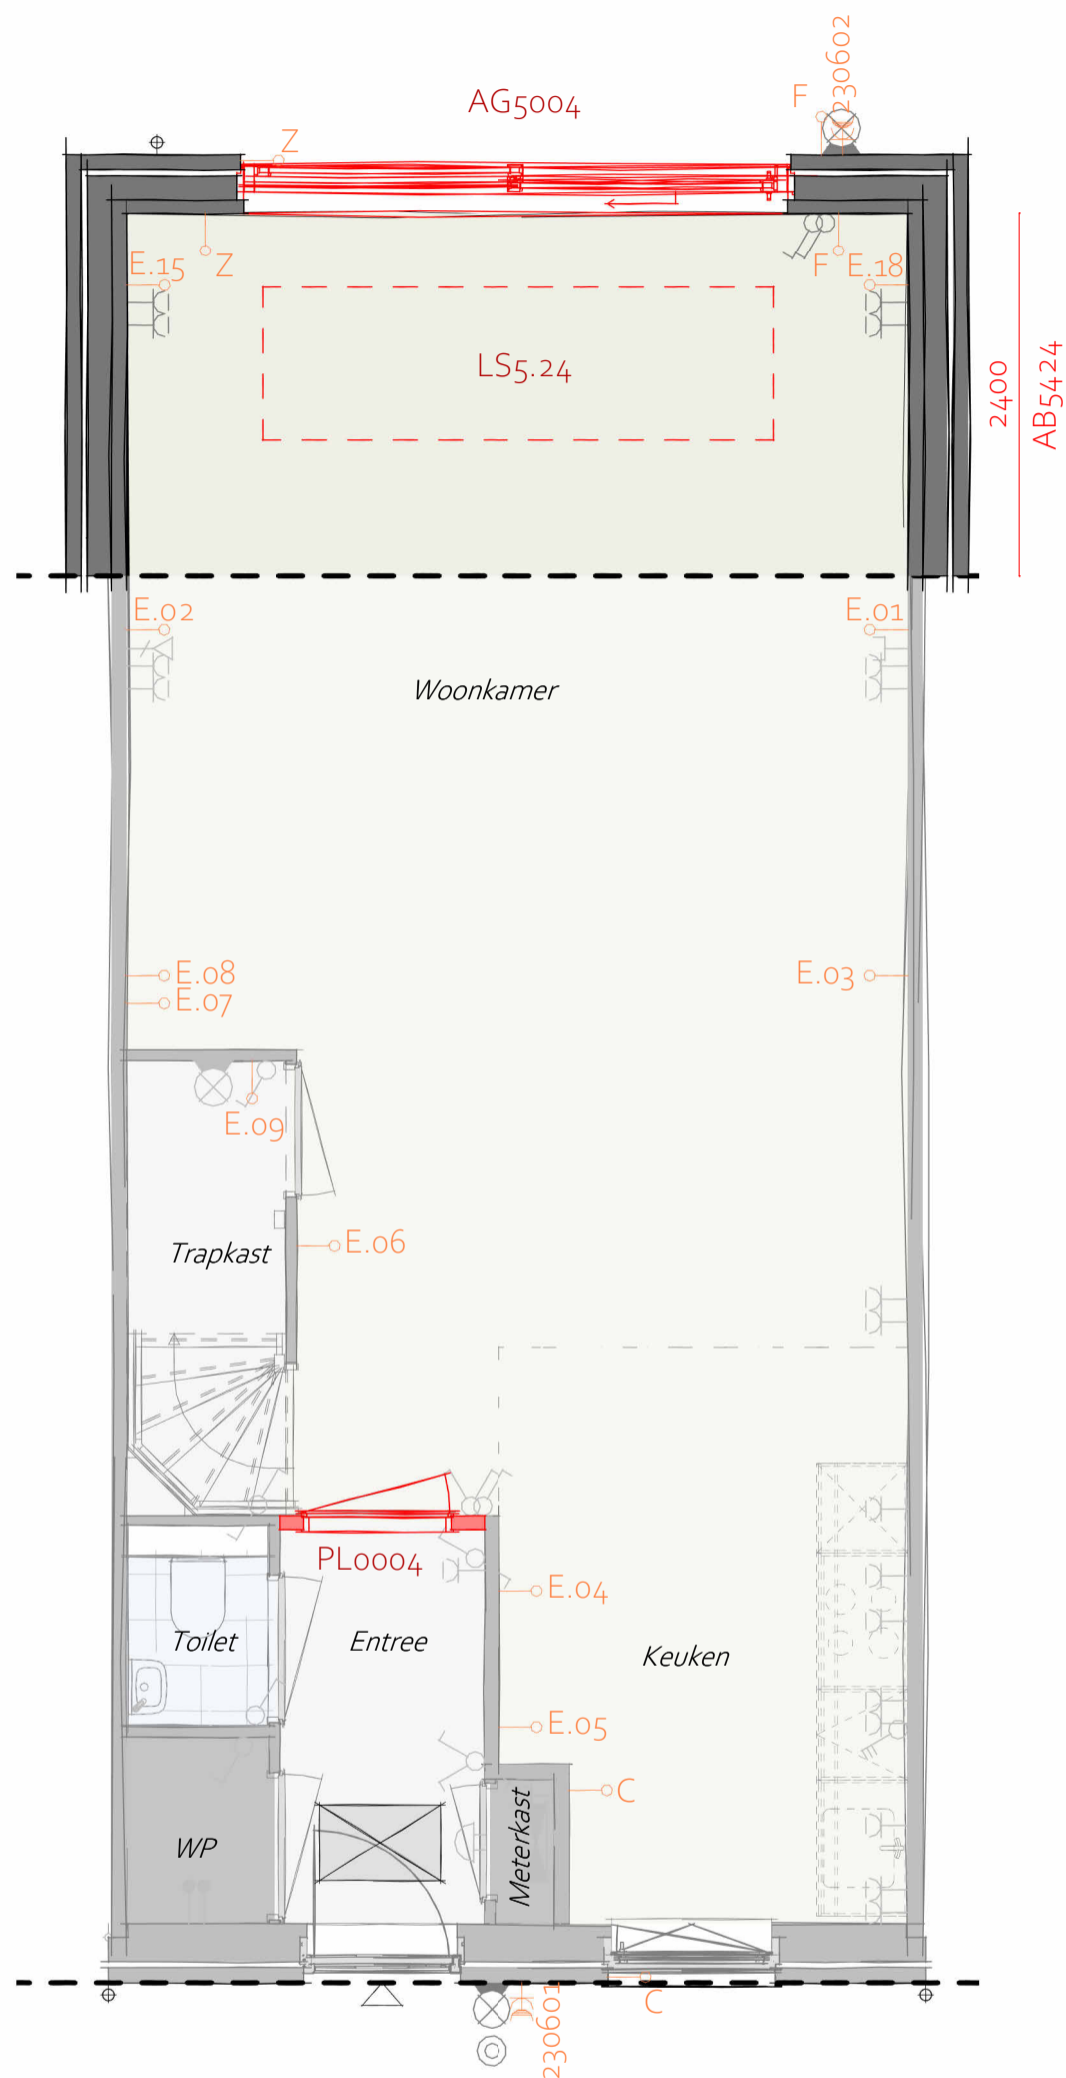 230602
F
AG5004
Z
E.15
Z
F
E.18
LS5.24
2400
AB5424
E.02
E.01
Woonkamer
E.08
E.03
E.07
E.09
E.06
Trapkast
PL0004
E.04
Toilet
Entree
Keuken
E.05
C
Meterkast
WP
C
230601